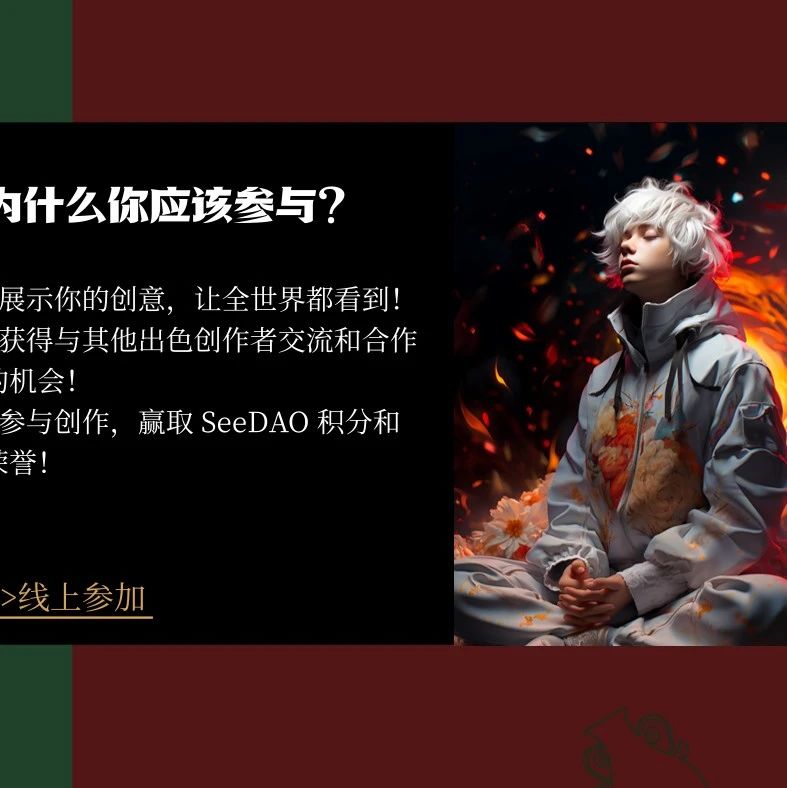 为什么你应该参与？
展示你的创意，让全世界都看到！
获得与其他出色创作者交流和合作
的机会！
参与创作，赢取 SeeDAO 积分和
荣誉！
>线上参加